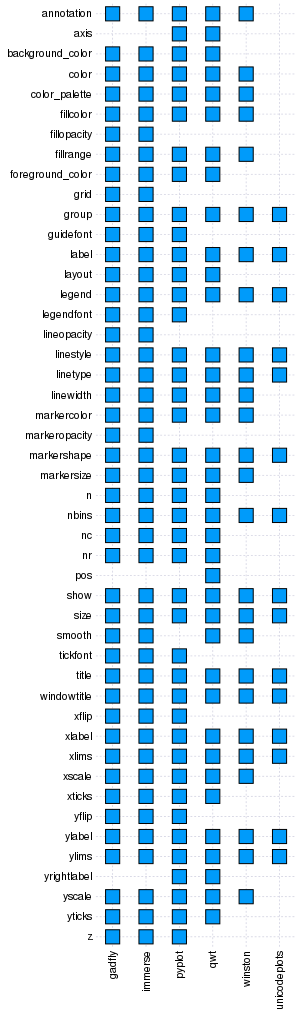 annotation
axis
background_color
color
color_palette
fillcolor
fillopacity
fillrange
foreground_color
grid
group
guidefont
label
layout
legend
legendfont
lineopacity
linestyle
linetype
linewidth
markercolor
markeropacity
markershape
markersize
n
nbins
nc
nr
pos
show
size
smooth
tickfont
title
windowtitle
xflip
xlabel
xlims
xscale
xticks
yflip
ylabel
ylims
yrightlabel
yscale
yticks
z
gadfly
immerse
pyplot
qwt
winston
unicodeplots